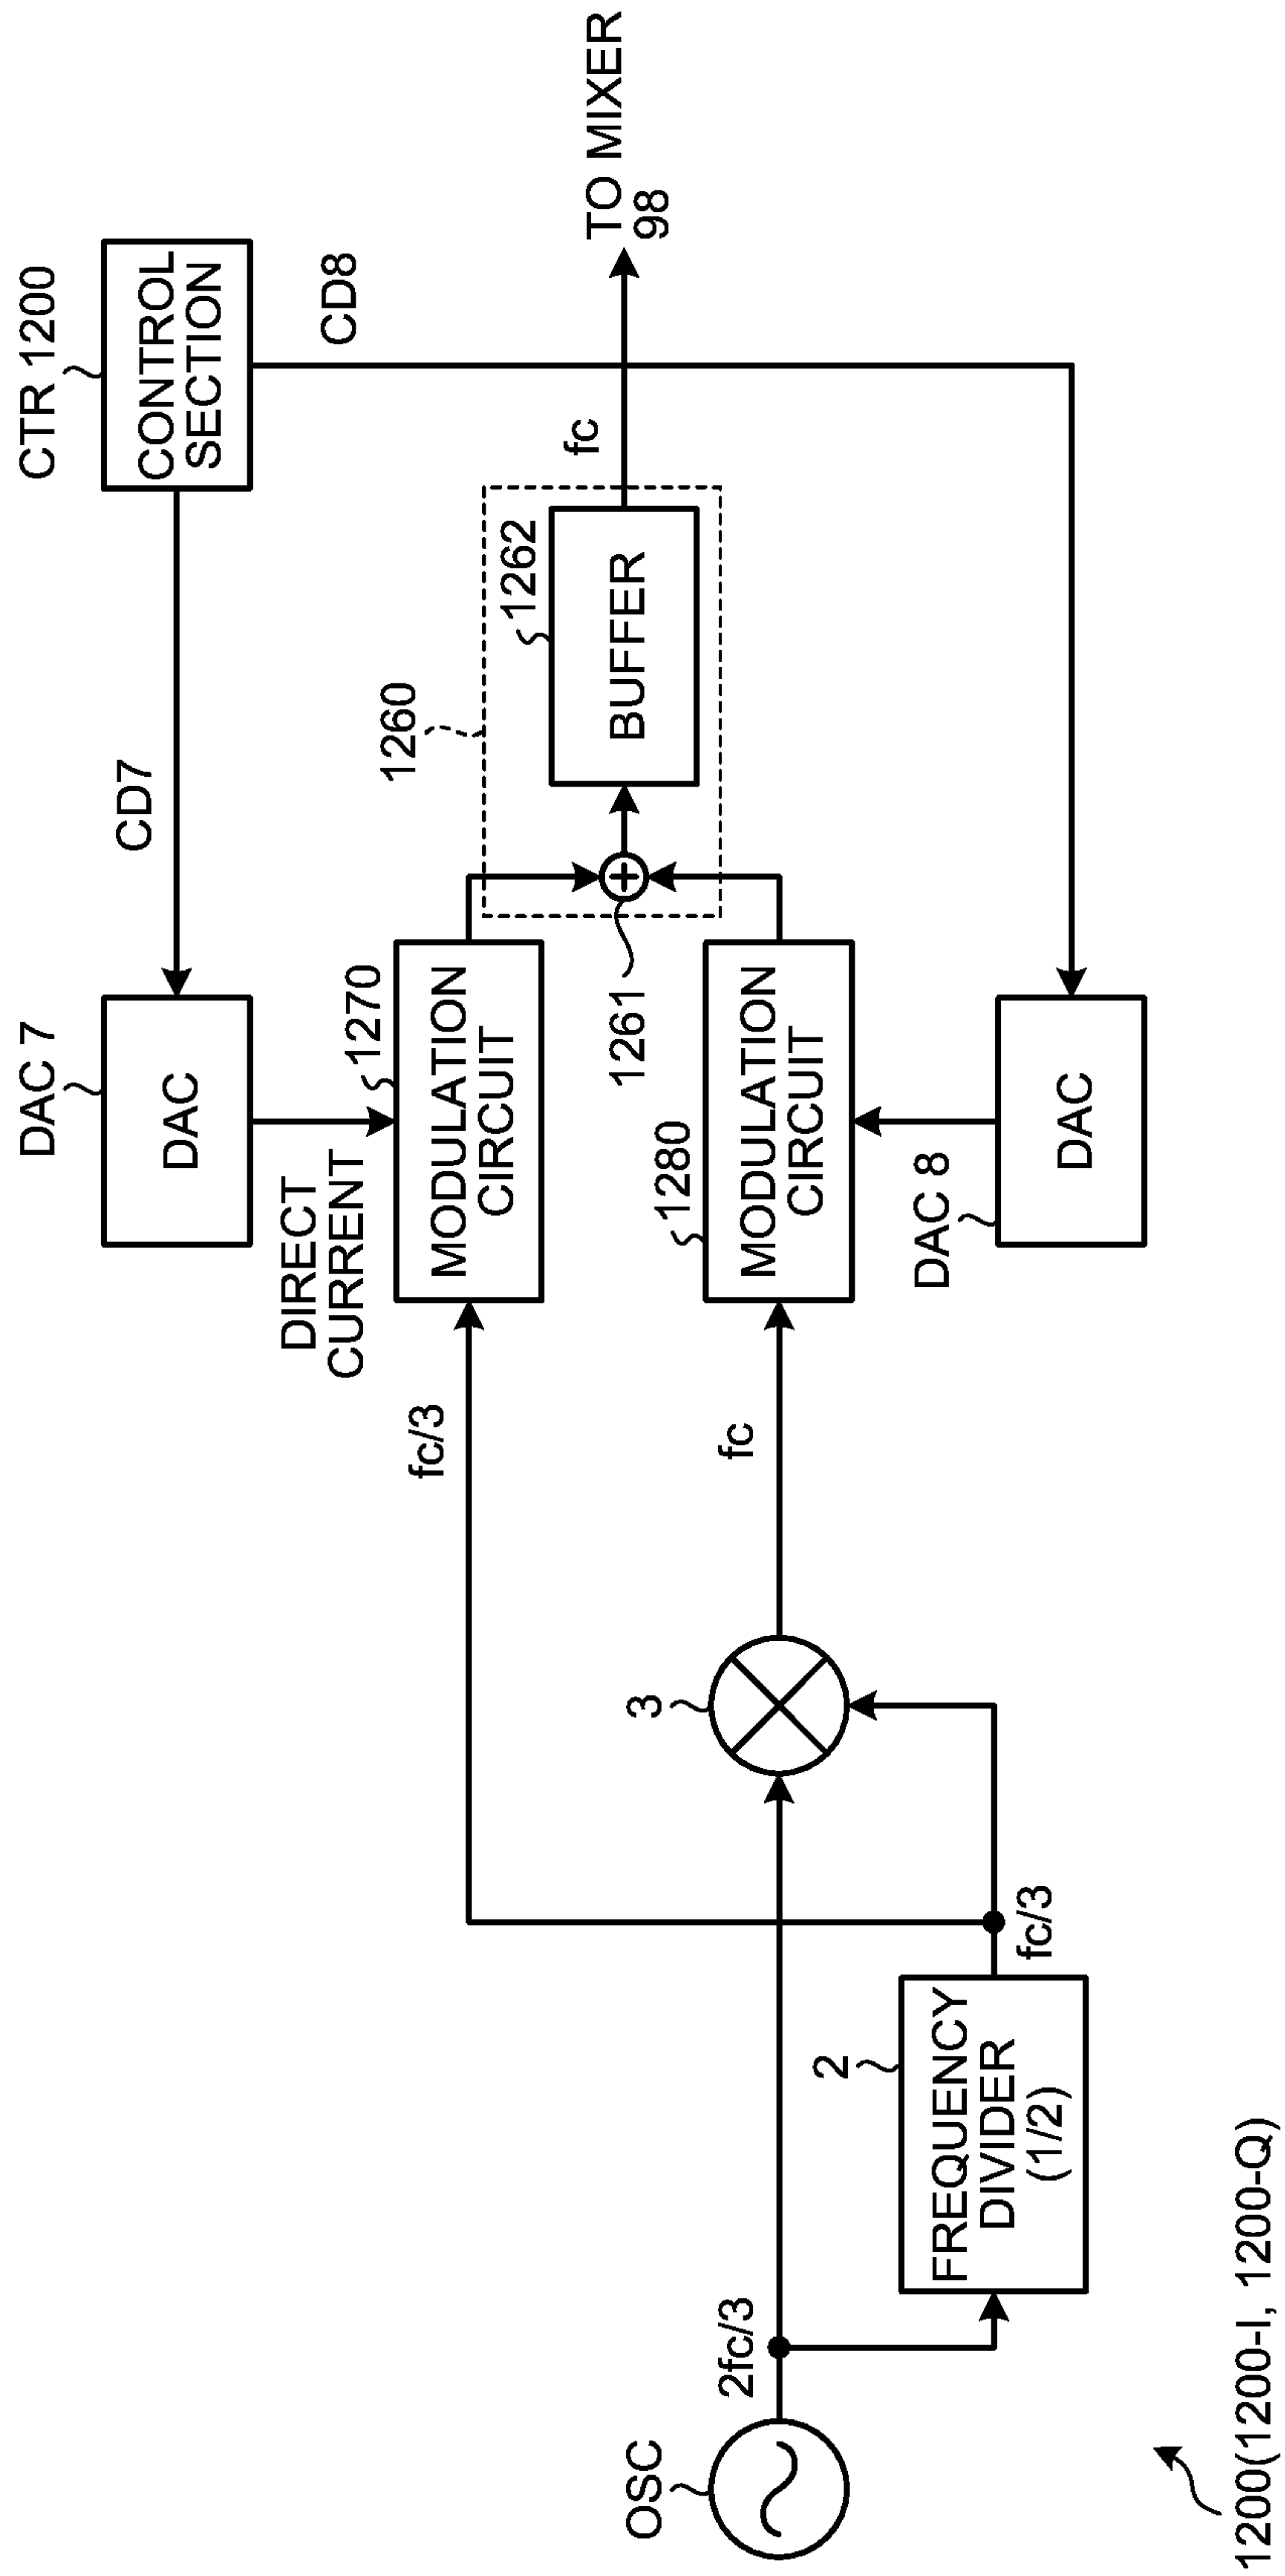 CTR 1200
CONTROL
SECTION
CD7
CD8
DAC 7
DAC
DIRECT
CURRENT
1260
1262
BUFFER
fc
TO MIXER
98
1270
MODULATION
CIRCUIT
fc/3
1261
1280
MODULATION
CIRCUIT
DAC 8
DAC
fc
3
OSC
2fc/3
2
FREQUENCY
DIVIDER
(1/2)
fc/3
1200(1200-I, 1200-Q)